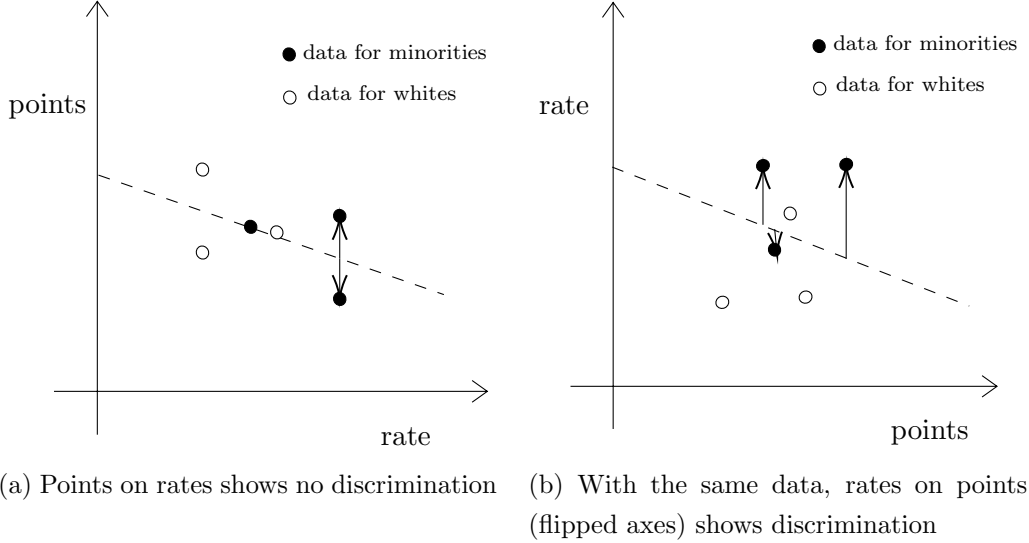 points
data for minorities
data for whites
rate
(a) Points on rates shows no discrimination
rate
data for minorities
data for whites
points
(b) With the same data, rates on points
(flipped axes) shows discrimination